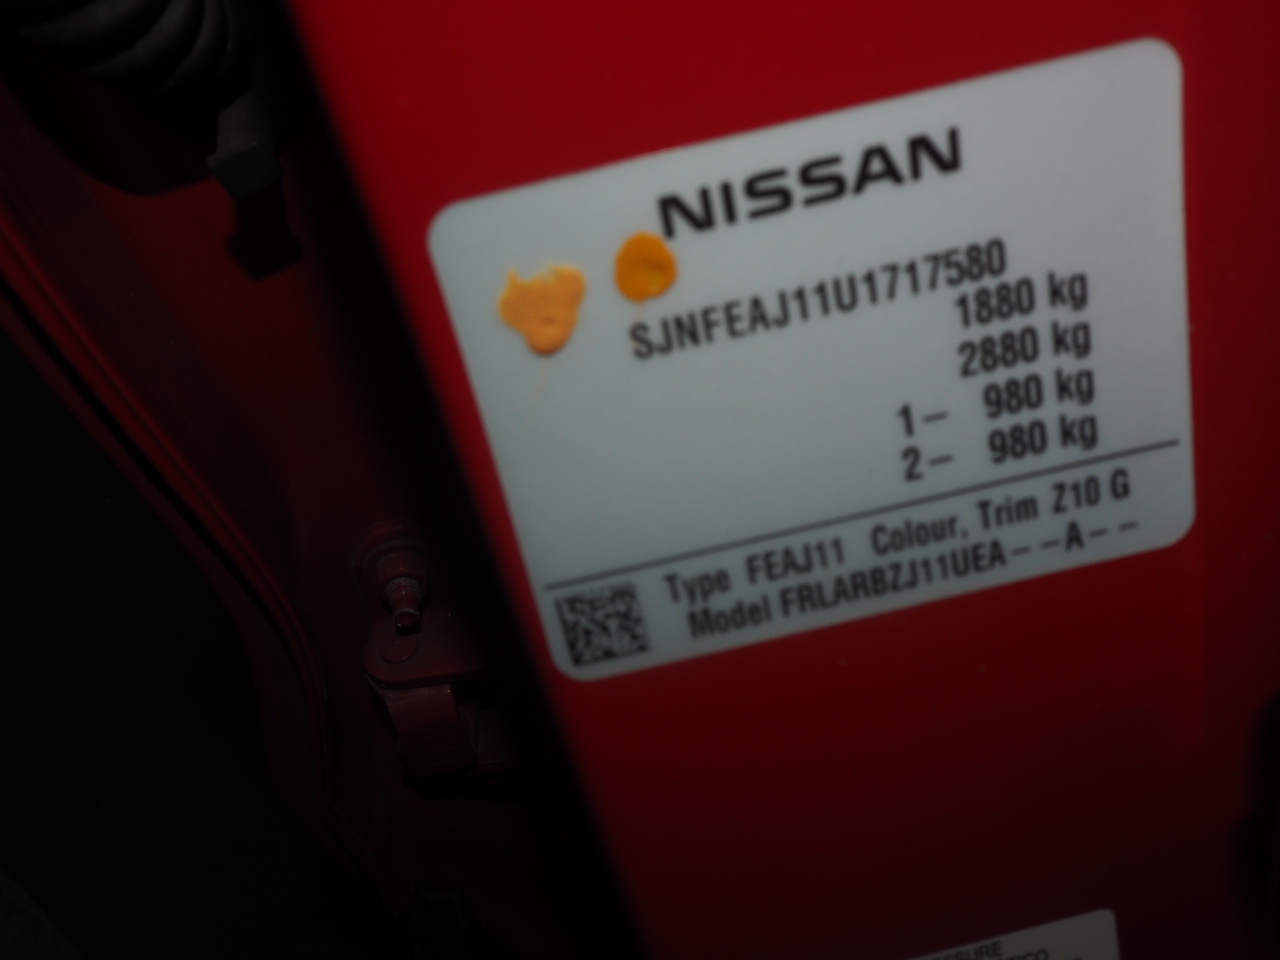 NISSAN
SJNFEAJ11U1717580
1880 kg
2880 kg
1– 980 kg
2– 980 kg
Type FEAJ11 Colour, Trim Z10 G
Model FRLARBZJ11UEA– –A– –